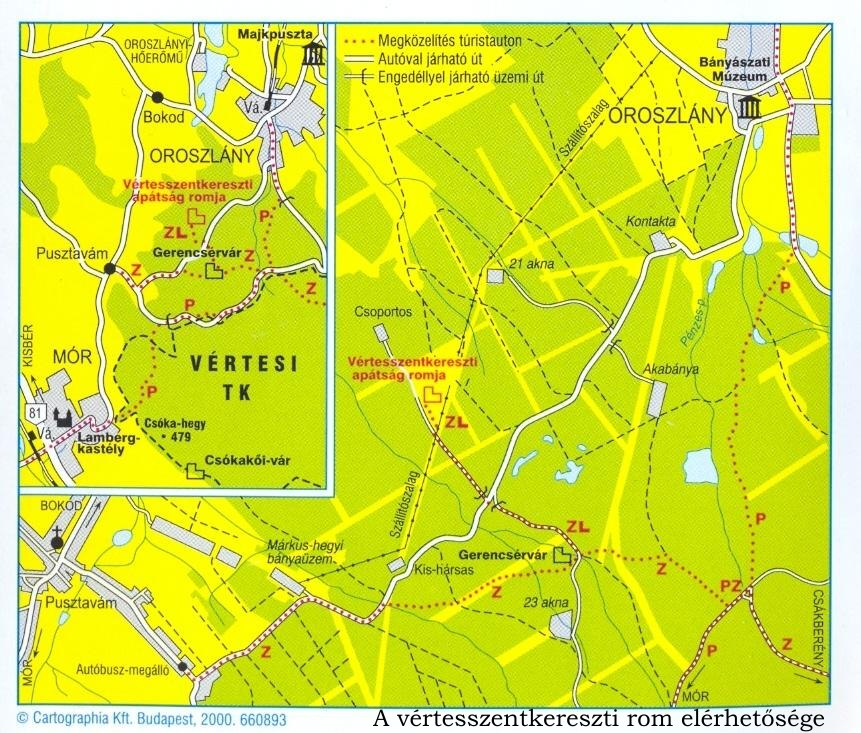 Majkpuszta
OROSZLÁNYI-
HŐERŐMŰ
Vá.
Bokod
OROSZLÁNY
Vértesszentkereszti
apátság romja
ZL
P
Gerencsérvár
Pusztavám
Z
Z
Z
P
KISBÉR
MÓR
VÉRTESI
TK
P
81
Vá.
Lamberg-
kastély
Csóka-hegy
479
Csókakői-vár
Megközelítés túristauton
Autóval járható út
Engedéllyel járható üzemi út
Bányászati
Múzeum
OROSZLÁNY
Szállítószalag
Kontakta
21 akna
P
Pénzes-p
Csoportos
Vértesszentkereszti
apátság romja
Akabánya
ZL
BOKOD
Szállítószalag
P
ZL
Márkus-hegyi
bányaüzem
Gerencsérvár
Kis-hársas
Z
Z
PZ
Pusztavám
23 akna
CSÁKBERÉNY
Z
P
Z
MÓR
Autóbusz-megálló
MÓR
© Cartographia Kft. Budapest, 2000. 660893
A vértesszentkereszti rom elérhetősége